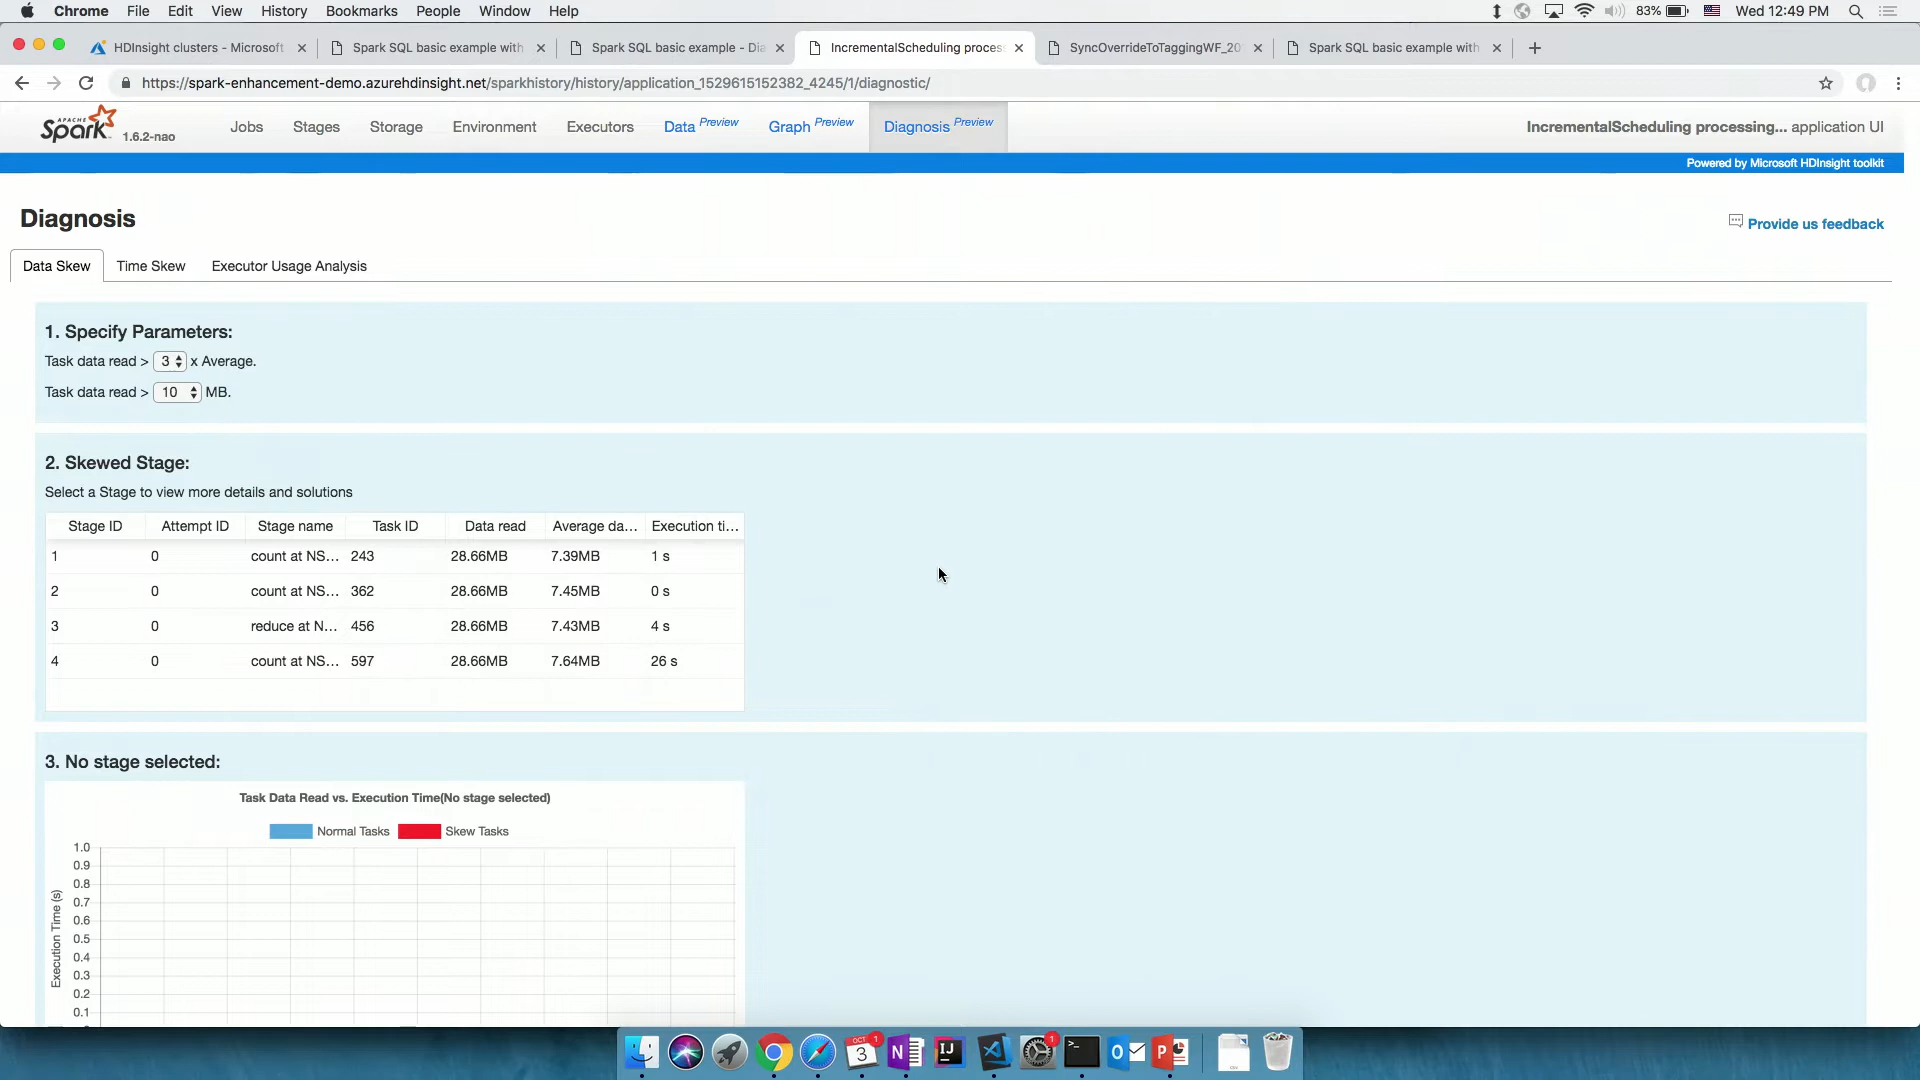 Chrome File Edit View History Bookmarks People Window Help 83% Wed 12:49 PM
HDInsight clusters - Microsoft Spark SQL basic example with Spark SQL basic example - Dia IncrementalScheduling proces SyncOverrideToTaggingWF_20 Spark SQL basic example with
https://spark-enhancement-demo.azurehdinsight.net/sparkhistory/history/application_1529615152382_4245/1/diagnostic/
APACHE Spark 1.6.2-nao Jobs Stages Storage Environment Executors Data Preview Graph Preview Diagnosis Preview IncrementalScheduling processing... application UI
Powered by Microsoft HDInsight toolkit
Diagnosis
Provide us feedback
Data Skew Time Skew Executor Usage Analysis
1. Specify Parameters:
Task data read > 3 x Average.
Task data read > 10 MB.
2. Skewed Stage:
Select a Stage to view more details and solutions
Stage ID Attempt ID Stage name Task ID Data read Average da... Execution ti...
1 0 count at NS... 243 28.66MB 7.39MB 1 s
2 0 count at NS... 362 28.66MB 7.45MB 0 s
3 0 reduce at N... 456 28.66MB 7.43MB 4 s
4 0 count at NS... 597 28.66MB 7.64MB 26 s
3. No stage selected:
Task Data Read vs. Execution Time(No stage selected)
Normal Tasks Skew Tasks
1.0
0.9
0.8
0.7
0.6
0.5
0.4
0.3
0.2
0.1
Execution Time (s)
OCT 1
3
N
IJ
1
>_
O
P